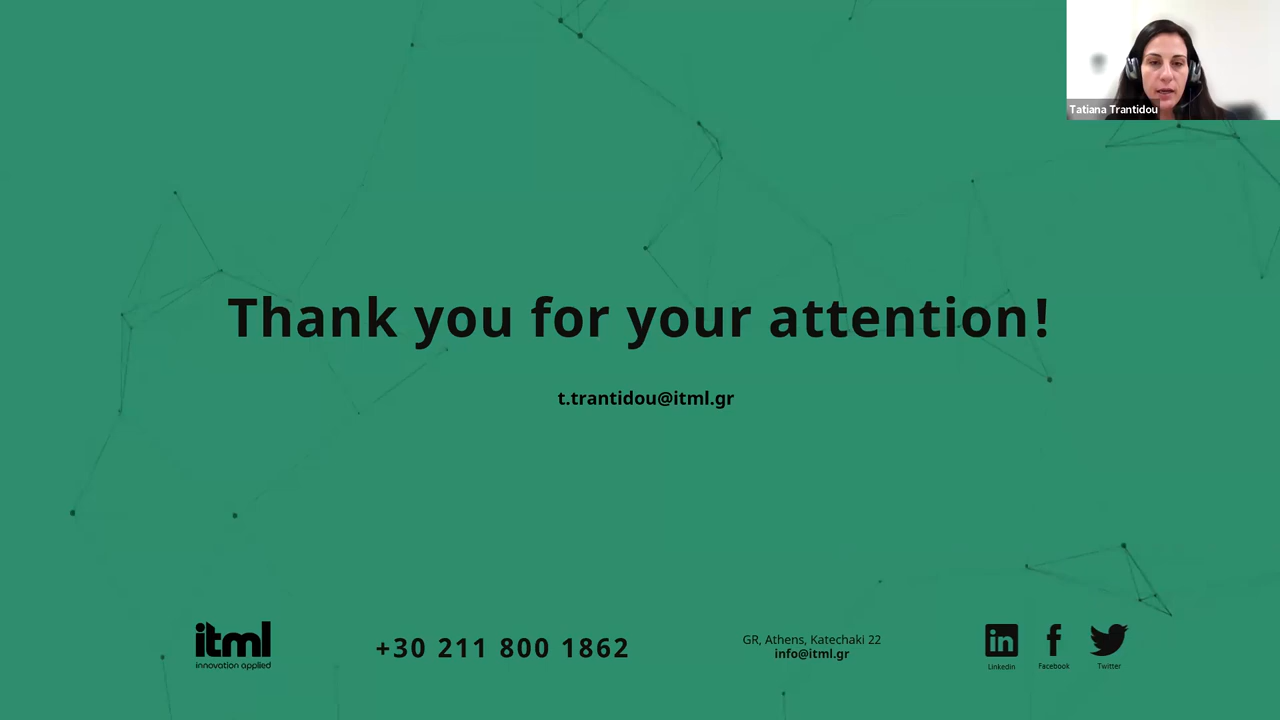 Tatiana Trantidou
Thank you for your attention!
t.trantidou@itml.gr
itml
innovation applied
+30 211 800 1862
GR, Athens, Katechaki 22
info@itml.gr
in
Linkedin
Facebook
Twitter